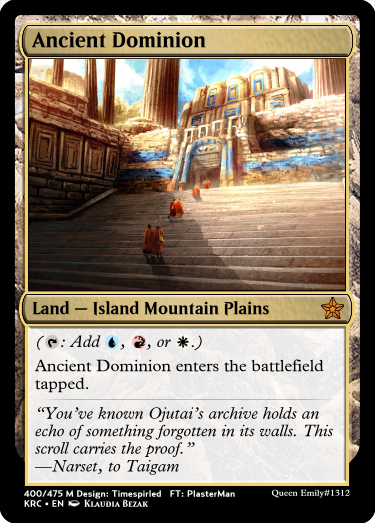 Ancient Dominion
Land — Island Mountain Plains
( : Add , , or .)
Ancient Dominion enters the battlefield
tapped.
“You’ve known Ojutai’s archive holds an
echo of something forgotten in its walls. This
scroll carries the proof.”
—Narset, to Taigam
400/475 M Design: Timespirled FT: PlasterMan
Queen Emily#1312
KRC • EN Klaudia Bezak